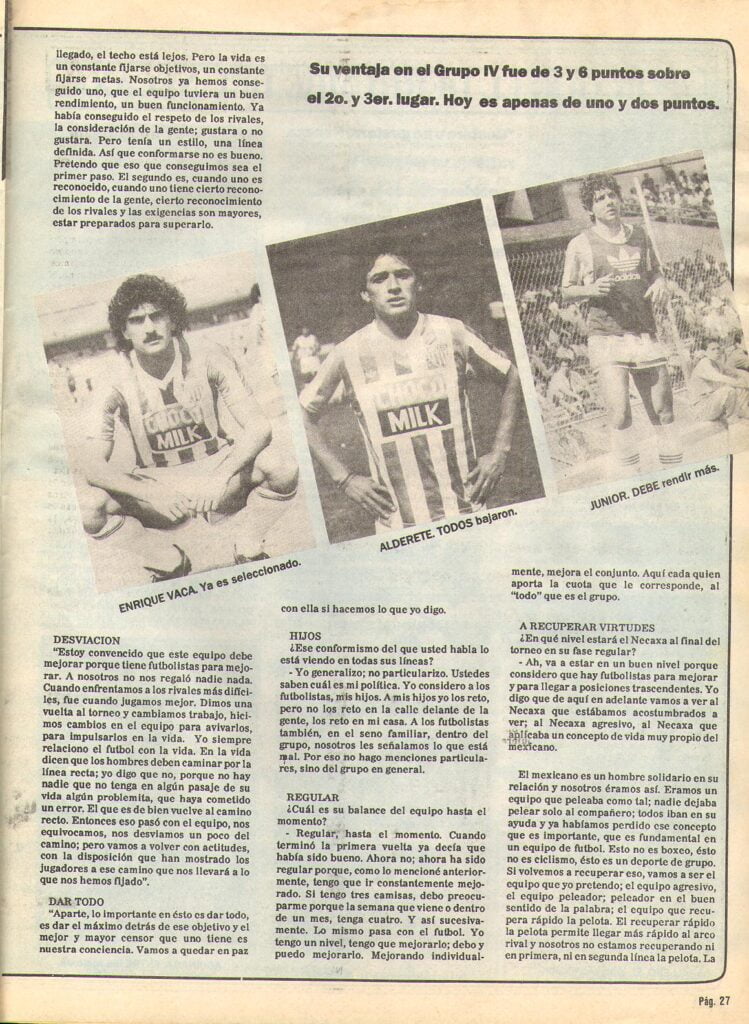 llegado, el techo está lejos. Pero la vida es
un constante fijarse objetivos, un constante
fijarse metas. Nosotros ya hemos conse-
guido uno, que el equipo tuviera un buen
rendimiento, un buen funcionamiento. Ya
había conseguido el respeto de los rivales,
la consideración de la gente; gustara o no
gustara. Pero tenía un estilo, una línea
definida. Así que conformarse no es bueno.
Pretendo que eso que conseguimos sea el
primer paso. El segundo es, cuando uno es
reconocido, cuando uno tiene cierto recono-
cimiento de la gente, cierto reconocimiento
de los rivales y las exigencias son mayores,
estar preparados para superarlo.
Su ventaja en el Grupo IV fue de 3 y 6 puntos sobre
el 2o. y 3er. lugar. Hoy es apenas de uno y dos puntos.
CHOCO
MILK
ENRIQUE VACA. Ya es seleccionado.
CHOCO
MILK
ALDERETE. TODOS bajaron.
adidas
JUNIOR. DEBE rendir más.
DESVIACION
"Estoy convencido que este equipo debe
mejorar porque tiene futbolistas para mejo-
rar. A nosotros no nos regaló nadie nada.
Cuando enfrentamos a los rivales más difíci-
les, fue cuando jugamos mejor. Dimos una
vuelta al torneo y cambiamos trabajo, hici-
mos cambios en el equipo para avivarlos,
para impulsarlos en la vida. Yo siempre
relaciono el futbol con la vida. En la vida
dicen que los hombres deben caminar por la
línea recta; yo digo que no, porque no hay
nadie que no tenga en algún pasaje de su
vida algún problemita, que haya cometido
un error. El que es de bien vuelve al camino
recto. Entonces eso pasó con el equipo, nos
equivocamos, nos desviamos un poco del
camino; pero vamos a volver con actitudes,
con la disposición que han mostrado los
jugadores a ese camino que nos llevará a lo
que nos hemos fijado".
DAR TODO
"Aparte, lo importante en ésto es dar todo,
es dar el máximo detrás de ese objetivo y el
mejor y mayor censor que uno tiene es
nuestra conciencia. Vamos a quedar en paz
con ella si hacemos lo que yo digo.
HIJOS
¿Ese conformismo del que usted habla lo
está viendo en todas sus líneas?
- Yo generalizo; no particularizo. Ustedes
saben cuál es mi política. Yo considero a los
futbolistas, mis hijos. A mis hijos yo los reto,
pero no los reto en la calle delante de la
gente, los reto en mi casa. A los futbolistas
también, en el seno familiar, dentro del
grupo, nosotros les señalamos lo que está
mal. Por eso no hago menciones particula-
res, sino del grupo en general.
REGULAR
¿Cuál es su balance del equipo hasta el
momento?
- Regular, hasta el momento. Cuando
terminó la primera vuelta ya decía que
había sido bueno. Ahora no; ahora ha sido
regular porque, como lo mencioné anterior-
mente, tengo que ir constantemente mejo-
rando. Si tengo tres camisas, debo preocu-
parme porque la semana que viene o dentro
de un mes, tenga cuatro. Y así sucesiva-
mente. Lo mismo pasa con el futbol. Yo
tengo un nivel, tengo que mejorarlo; debo y
puedo mejorarlo. Mejorando individual-
mente, mejora el conjunto. Aquí cada quien
aporta la cuota que le corresponde, al
"todo" que es el grupo.
A RECUPERAR VIRTUDES
¿En qué nivel estará el Necaxa al final del
torneo en su fase regular?
- Ah, va a estar en un buen nivel porque
considero que hay futbolistas para mejorar
y para llegar a posiciones trascendentes. Yo
digo que de aquí en adelante vamos a ver al
Necaxa que estábamos acostumbrados a
ver; al Necaxa agresivo, al Necaxa que
aplicaba un concepto de vida muy propio del
mexicano.
El mexicano es un hombre solidario en su
relación y nosotros éramos así. Eramos un
equipo que peleaba como tal; nadie dejaba
pelear solo al compañero; todos iban en su
ayuda y ya habíamos perdido ese concepto
que es importante, que es fundamental en
un equipo de futbol. Esto no es boxeo, ésto
no es ciclismo, ésto es un deporte de grupo.
Si volvemos a recuperar eso, vamos a ser el
equipo que yo pretendo; el equipo agresivo,
el equipo peleador; peleador en el buen
sentido de la palabra; el equipo que recu-
pera rápido la pelota. El recuperar rápido
la pelota permite llegar más rápido al arco
rival y nosotros no estamos recuperando ni
en primera, ni en segunda línea la pelota. La
Pág. 27